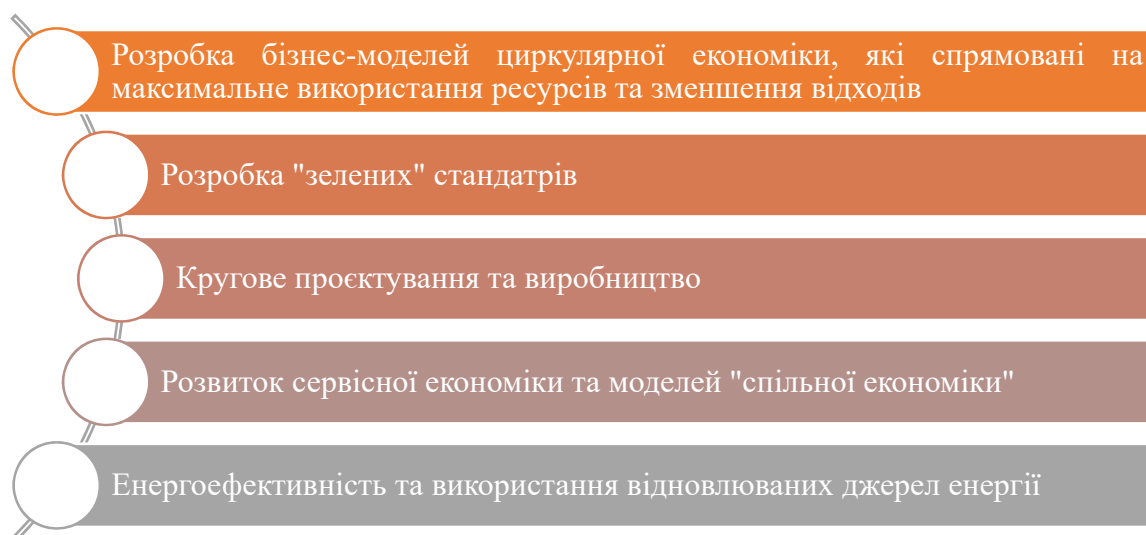 Розробка бізнес-моделей циркулярної економіки, які спрямовані на
максимальне використання ресурсів та зменшення відходів
Розробка "зелених" стандатрів
Кругове проєктування та виробництво
Розвиток сервісної економіки та моделей "спільної економіки"
Енергоефективність та використання відновлюваних джерел енергії